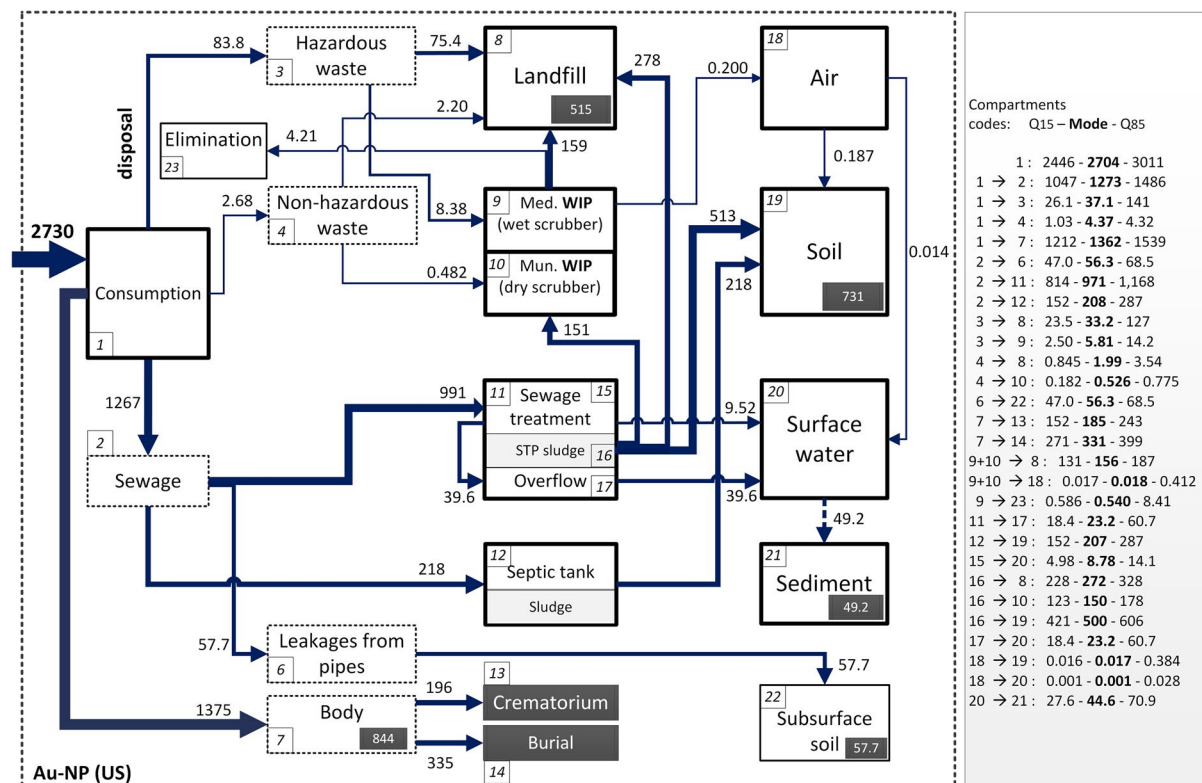 83.8
Hazardous
waste
3
75.4
8
Landfill
515
278
18
Air
0.200
disposal
Elimination
23
4.21
2.20
159
0.187
2.68
Non-hazardous
waste
4
8.38
9
Med. WIP
(wet scrubber)
513
19
Soil
731
0.014
2730
Consumption
1
0.482
10
Mun. WIP
(dry scrubber)
218
151
1267
991
11
15
Sewage
treatment
9.52
20
Surface
water
2
Sewage
STP sludge
16
Overflow
17
39.6
39.6
49.2
218
12
Septic tank
Sludge
21
Sediment
49.2
57.7
Leakages from
pipes
6
57.7
13
196
Crematorium
1375
Body
7
844
Burial
335
14
22
Subsurface
soil
57.7
Au-NP (US)
Compartments
codes: Q15 – Mode - Q85
1 : 2446 - 2704 - 3011
1 → 2 : 1047 - 1273 - 1486
1 → 3 : 26.1 - 37.1 - 141
1 → 4 : 1.03 - 4.37 - 4.32
1 → 7 : 1212 - 1362 - 1539
2 → 6 : 47.0 - 56.3 - 68.5
2 → 11 : 814 - 971 - 1,168
2 → 12 : 152 - 208 - 287
3 → 8 : 23.5 - 33.2 - 127
3 → 9 : 2.50 - 5.81 - 14.2
4 → 8 : 0.845 - 1.99 - 3.54
4 → 10 : 0.182 - 0.526 - 0.775
6 → 22 : 47.0 - 56.3 - 68.5
7 → 13 : 152 - 185 - 243
7 → 14 : 271 - 331 - 399
9+10 → 8 : 131 - 156 - 187
9+10 → 18 : 0.017 - 0.018 - 0.412
9 → 23 : 0.586 - 0.540 - 8.41
11 → 17 : 18.4 - 23.2 - 60.7
12 → 19 : 152 - 207 - 287
15 → 20 : 4.98 - 8.78 - 14.1
16 → 8 : 228 - 272 - 328
16 → 10 : 123 - 150 - 178
16 → 19 : 421 - 500 - 606
17 → 20 : 18.4 - 23.2 - 60.7
18 → 19 : 0.016 - 0.017 - 0.384
18 → 20 : 0.001 - 0.001 - 0.028
20 → 21 : 27.6 - 44.6 - 70.9